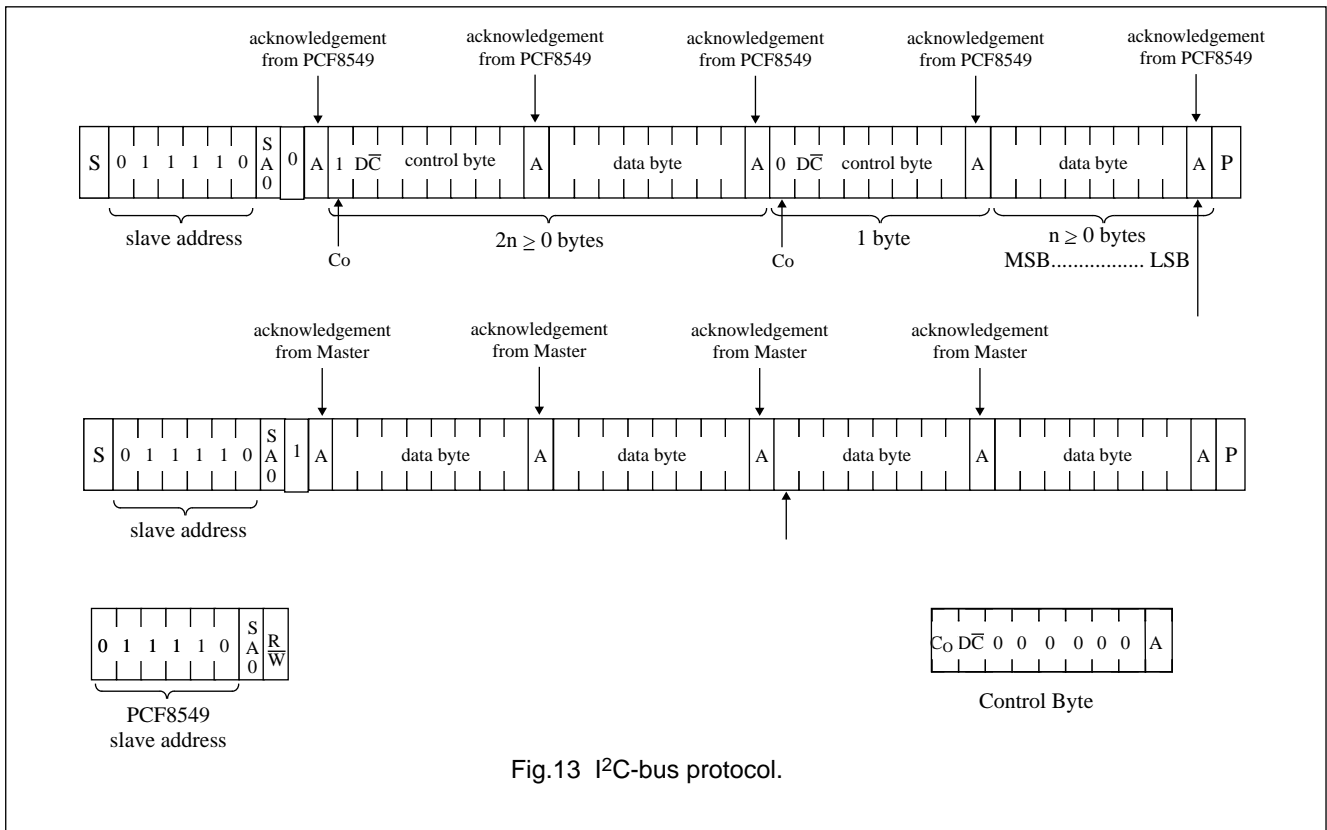 acknowledgement from PCF8549
acknowledgement from PCF8549
acknowledgement from PCF8549
acknowledgement from PCF8549
acknowledgement from PCF8549
S 0 1 1 1 1 0 SA0 0 A 1 DC̅ control byte A data byte A 0 DC̅ control byte A data byte A P
slave address
2n ≥ 0 bytes
1 byte
n ≥ 0 bytes
Co
Co
MSB................. LSB
acknowledgement from Master
acknowledgement from Master
acknowledgement from Master
acknowledgement from Master
S 0 1 1 1 1 0 SA0 1 A data byte A data byte A data byte A data byte A P
slave address
0 1 1 1 1 0 SA0 R/W̅
PCF8549
slave address
CO DC̅ 0 0 0 0 0 0 A
Control Byte
Fig.13 I²C-bus protocol.